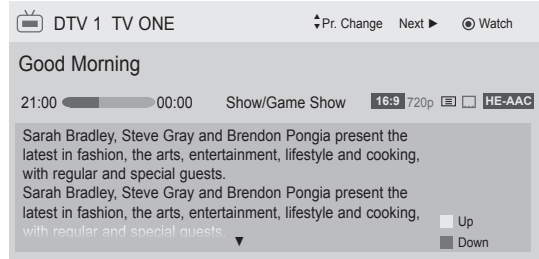 DTV 1 TV ONE Pr. Change Next ► Watch
Good Morning
21:00 00:00 Show/Game Show 16:9 720p HE-AAC
Sarah Bradley, Steve Gray and Brendon Pongia present the
latest in fashion, the arts, entertainment, lifestyle and cooking,
with regular and special guests.
Sarah Bradley, Steve Gray and Brendon Pongia present the
latest in fashion, the arts, entertainment, lifestyle and cooking,
with regular and special guests.
Up
Down